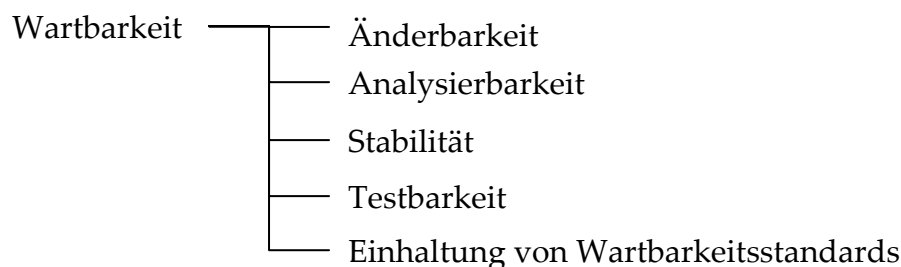 Wartbarkeit
Änderbarkeit
Analysierbarkeit
Stabilität
Testbarkeit
Einhaltung von Wartbarkeitsstandards